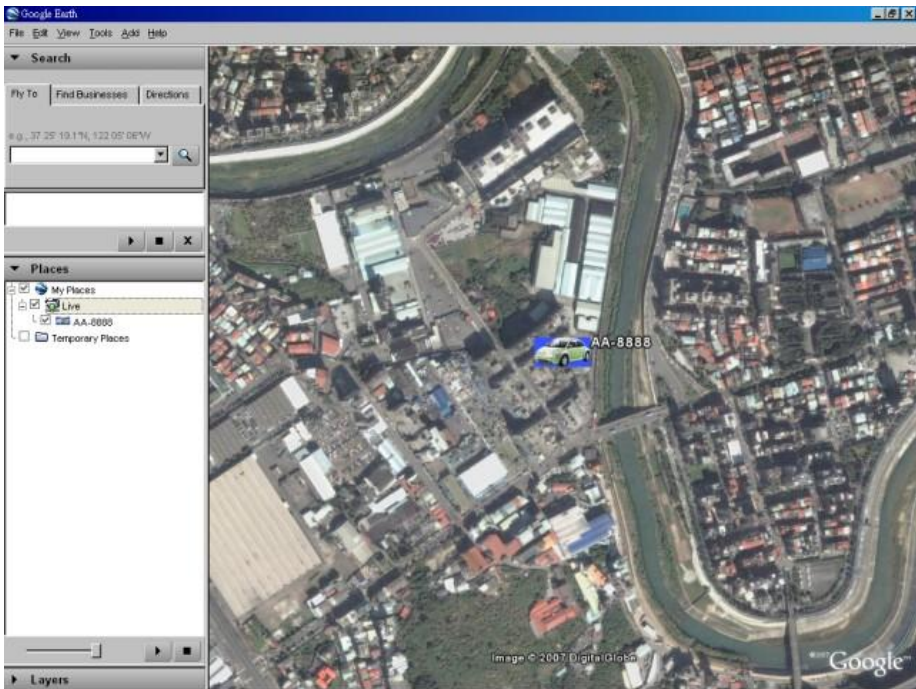 Google Earth
File Edit View Tools Add Help
Search
Fly To Find Businesses Directions
e.g., 37 25' 19.1"N, 122 05' 06"W
X
Places
My Places
Live
AA-8888
Temporary Places
Layers
AA-8888
Image © 2007 DigitalGlobe
Google™